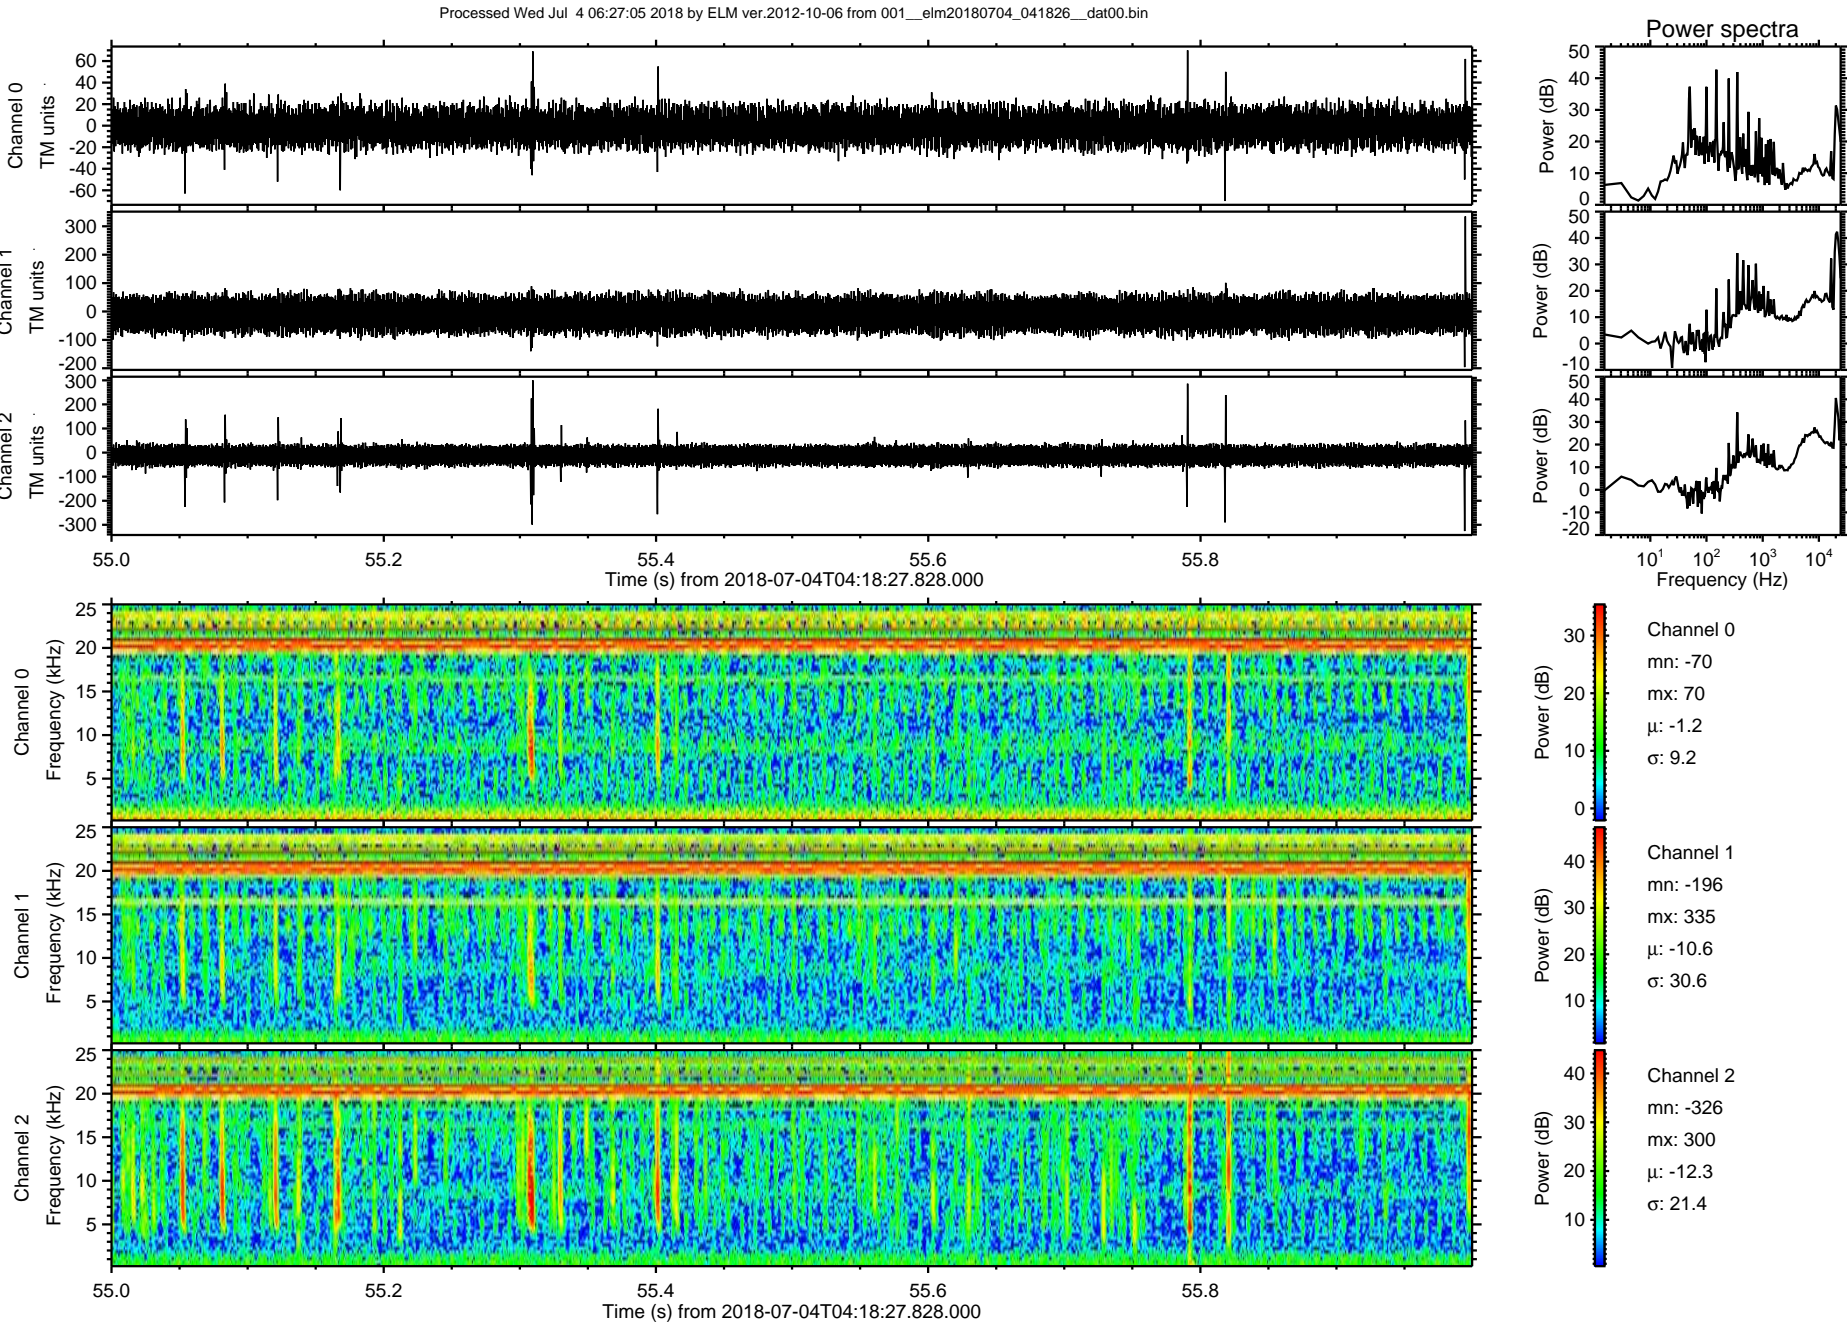 Processed Wed Jul  4 06:27:05 2018 by ELM ver.2012-10-06 from 001__elm20180704_041826__dat00.bin
Power spectra
Channel 0
TM units
60
40
20
0
-20
-40
-60
Power (dB)
50
40
30
20
10
0
Channel 1
TM units
300
200
100
0
-100
-200
Power (dB)
50
40
30
20
10
0
-10
Channel 2
TM units
300
200
100
0
-100
-200
-300
Power (dB)
50
40
30
20
10
0
-10
-20
55.0 55.2 55.4 55.6 55.8
Time (s) from 2018-07-04T04:18:27.828.000
10^1 10^2 10^3 10^4
Frequency (Hz)
Channel 0
Frequency (kHz)
25
20
15
10
5
Power (dB)
30
20
10
0
Channel 0
mn: -70
mx: 70
μ: -1.2
σ: 9.2
Channel 1
Frequency (kHz)
25
20
15
10
5
Power (dB)
40
30
20
10
Channel 1
mn: -196
mx: 335
μ: -10.6
σ: 30.6
Channel 2
Frequency (kHz)
25
20
15
10
5
Power (dB)
40
30
20
10
Channel 2
mn: -326
mx: 300
μ: -12.3
σ: 21.4
55.0 55.2 55.4 55.6 55.8
Time (s) from 2018-07-04T04:18:27.828.000